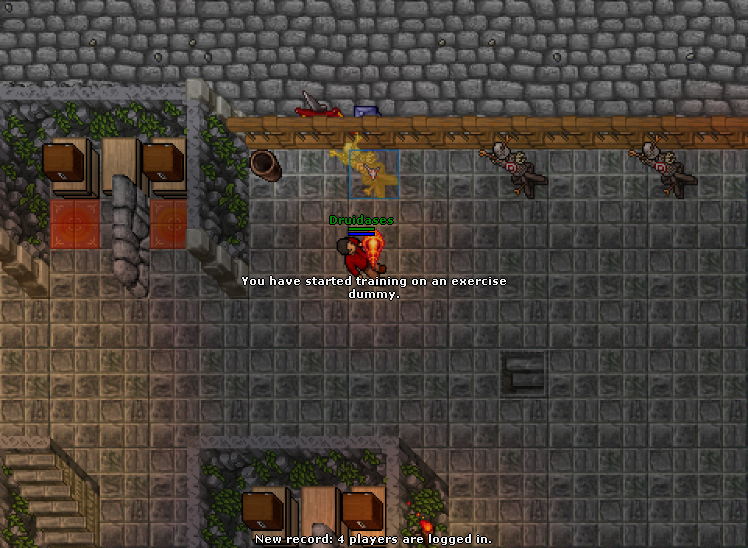 Druidases
You have started training on an exercise
dummy.
New record: 4 players are logged in.